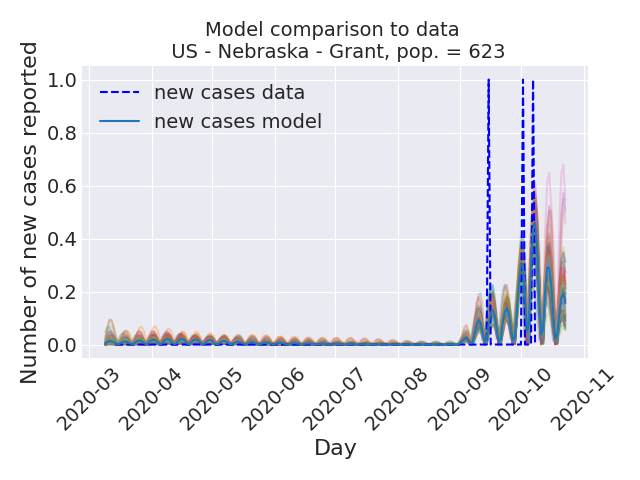 Model comparison to data
US - Nebraska - Grant, pop. = 623
Number of new cases reported
1.0
0.8
0.6
0.4
0.2
0.0
new cases data
new cases model
2020-03
2020-04
2020-05
2020-06
2020-07
2020-08
2020-09
2020-10
2020-11
Day